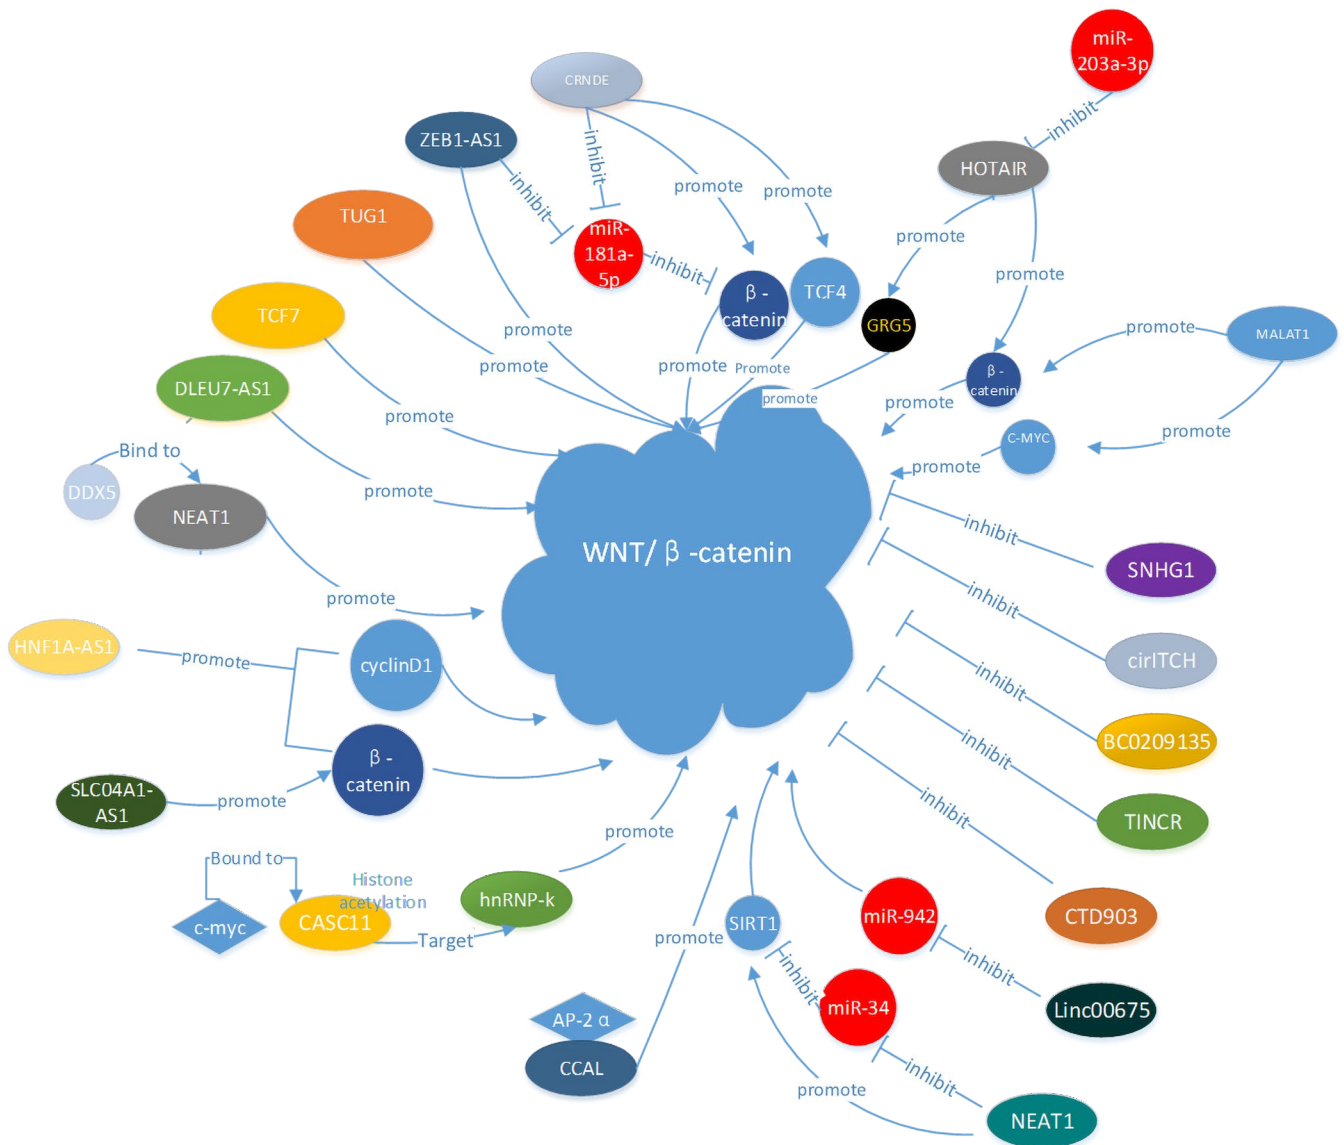 miR-
203a-3p
CRNDE
inhibit
ZEB1-AS1
inhibit
HOTAIR
inhibit
promote
promote
TUG1
miR-
181a-
5p
promote
inhibit
promote
TCF7
β-
catenin
TCF4
GRG5
promote
MALAT1
promote
promote
promote
Promote
promote
β-
catenin
DLEU7-AS1
promote
promote
C-MYC
promote
Bind to
promote
DDX5
promote
NEAT1
inhibit
WNT/β-catenin
SNHG1
promote
inhibit
HNF1A-AS1
promote
cyclinD1
cirITCH
inhibit
BC0209135
β-
catenin
inhibit
SLC04A1-
AS1
promote
inhibit
TINCR
promote
Bound to
Histone
acetylation
hnRNP-k
c-myc
CASC11
Target
promote
SIRT1
miR-942
CTD903
inhibit
inhibit
miR-34
Linc00675
AP-2 α
CCAL
inhibit
promote
NEAT1